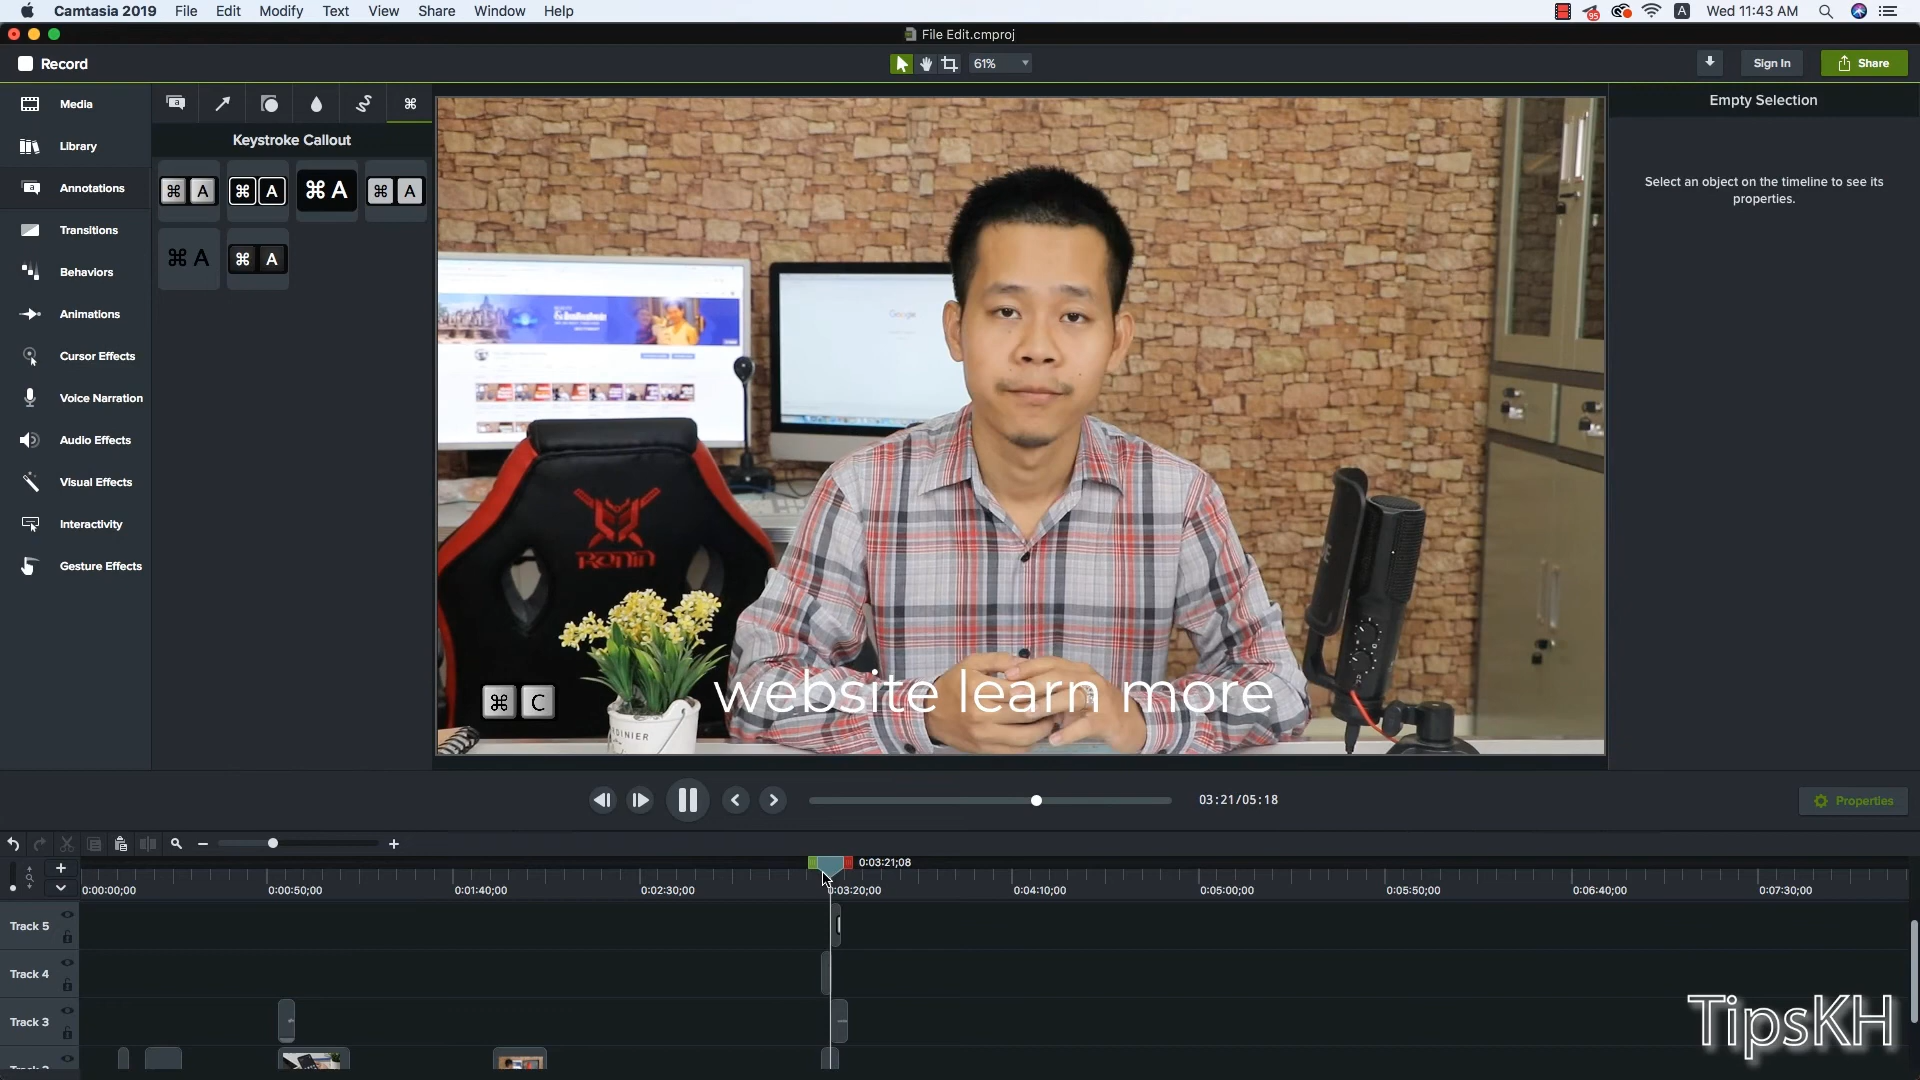 Camtasia 2019 File Edit Modify Text View Share Window Help
95
A
Wed 11:43 AM
File Edit.cmproj
Record
61%
Sign In
Share
Media
Library
Annotations
Transitions
Behaviors
Animations
Cursor Effects
Voice Narration
Audio Effects
Visual Effects
Interactivity
Gesture Effects
a
⌘
Keystroke Callout
⌘ A ⌘ A ⌘ A ⌘ A
⌘ A ⌘ A
Empty Selection
Select an object on the timeline to see its
properties.
Google
RONIN
⌘ C
website learn more
03:21/05:18
Properties
0:03:21;08
0:00:00;00 0:00:50;00 0:01:40;00 0:02:30;00 0:03:20;00 0:04:10;00 0:05:00;00 0:05:50;00 0:06:40;00 0:07:30;00
Track 5
Track 4
Track 3
TipsKH